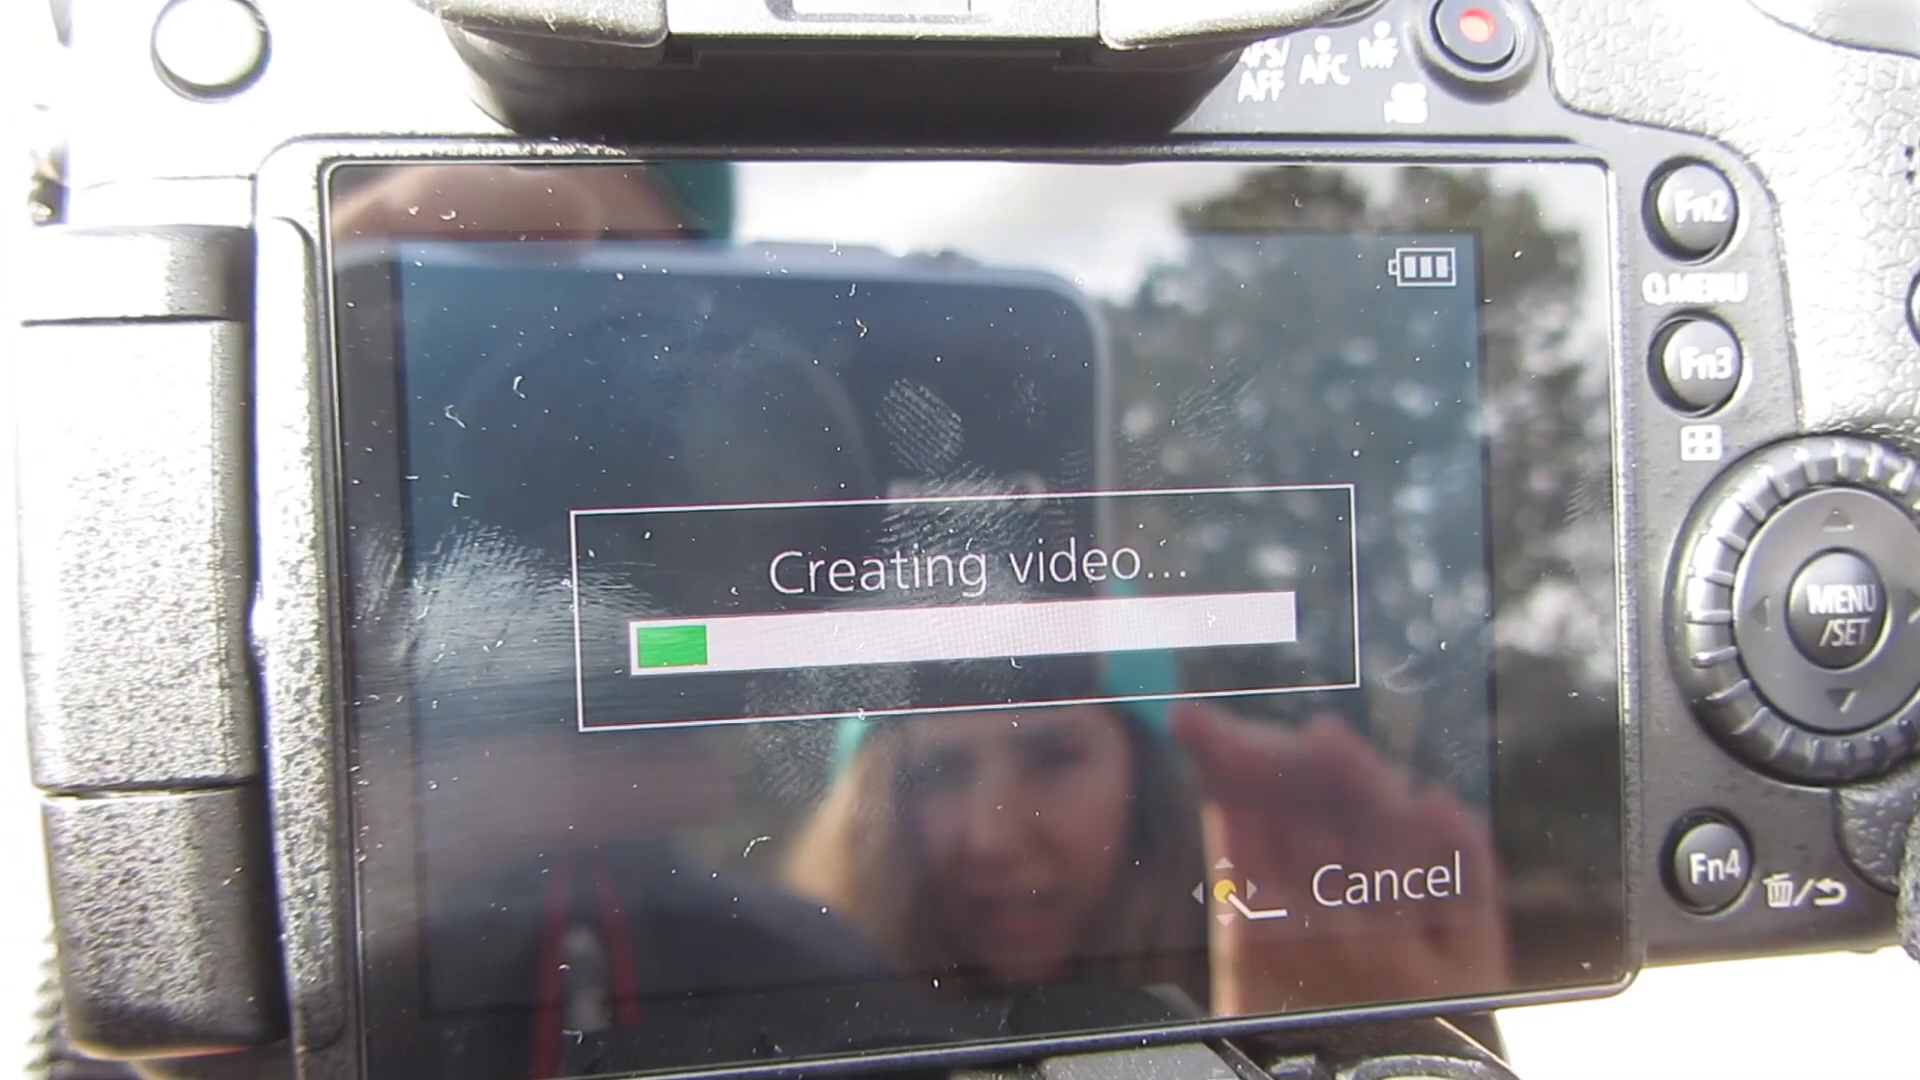 AFS/
AFF
AFC
MF
Fn2
Q.MENU
Fn3
Creating video...
MENU
/SET
Cancel
Fn4